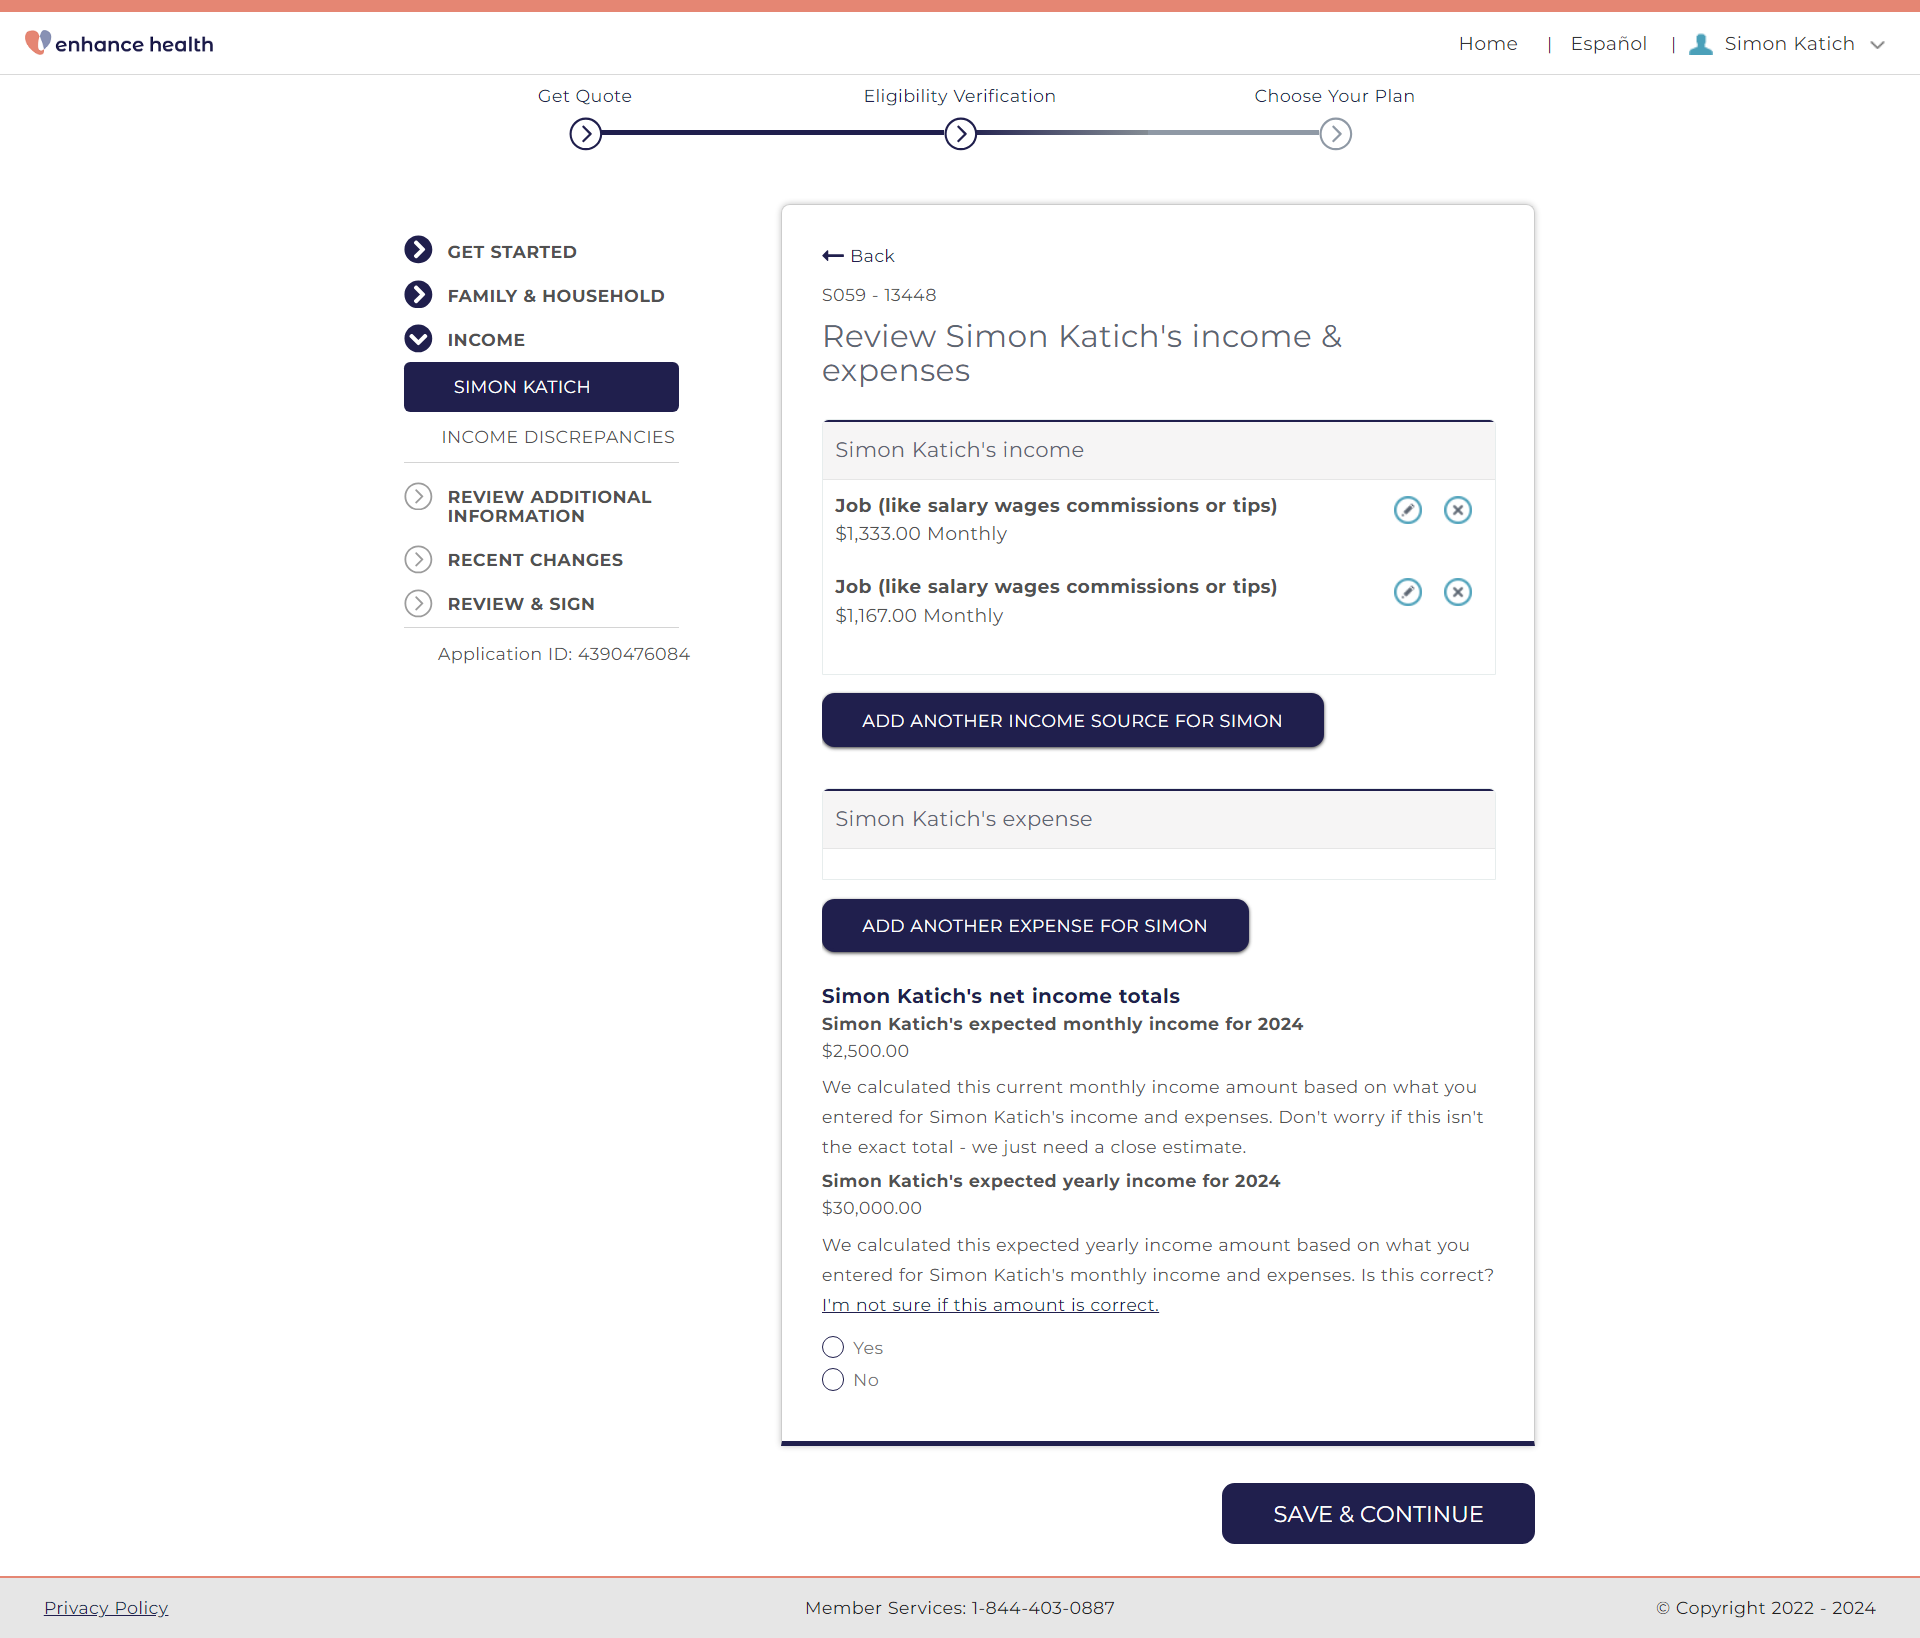 enhance health
Home | Español | Simon Katich
Get Quote
Eligibility Verification
Choose Your Plan
GET STARTED
FAMILY & HOUSEHOLD
INCOME
SIMON KATICH
INCOME DISCREPANCIES
REVIEW ADDITIONAL
INFORMATION
RECENT CHANGES
REVIEW & SIGN
Application ID: 4390476084
Back
S059 - 13448
Review Simon Katich's income &
expenses
Simon Katich's income
Job (like salary wages commissions or tips)
$1,333.00 Monthly
Job (like salary wages commissions or tips)
$1,167.00 Monthly
ADD ANOTHER INCOME SOURCE FOR SIMON
Simon Katich's expense
ADD ANOTHER EXPENSE FOR SIMON
Simon Katich's net income totals
Simon Katich's expected monthly income for 2024
$2,500.00
We calculated this current monthly income amount based on what you
entered for Simon Katich's income and expenses. Don't worry if this isn't
the exact total - we just need a close estimate.
Simon Katich's expected yearly income for 2024
$30,000.00
We calculated this expected yearly income amount based on what you
entered for Simon Katich's monthly income and expenses. Is this correct?
I'm not sure if this amount is correct.
Yes
No
SAVE & CONTINUE
Privacy Policy
Member Services: 1-844-403-0887
© Copyright 2022 - 2024